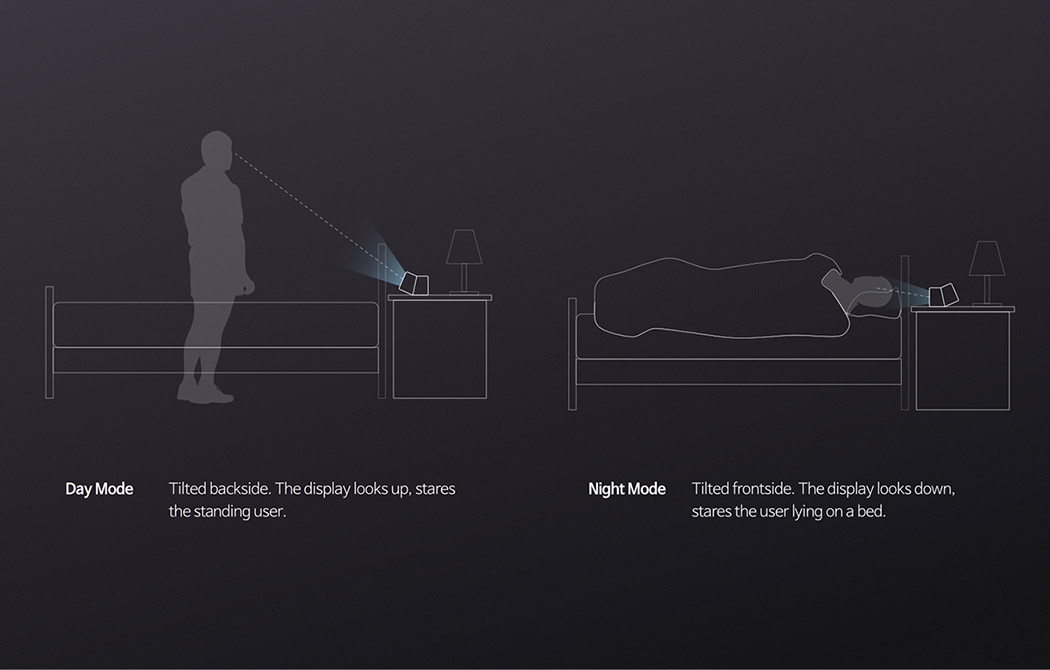 Day Mode
Tilted backside. The display looks up, stares
the standing user.
Night Mode
Tilted frontside. The display looks down,
stares the user lying on a bed.